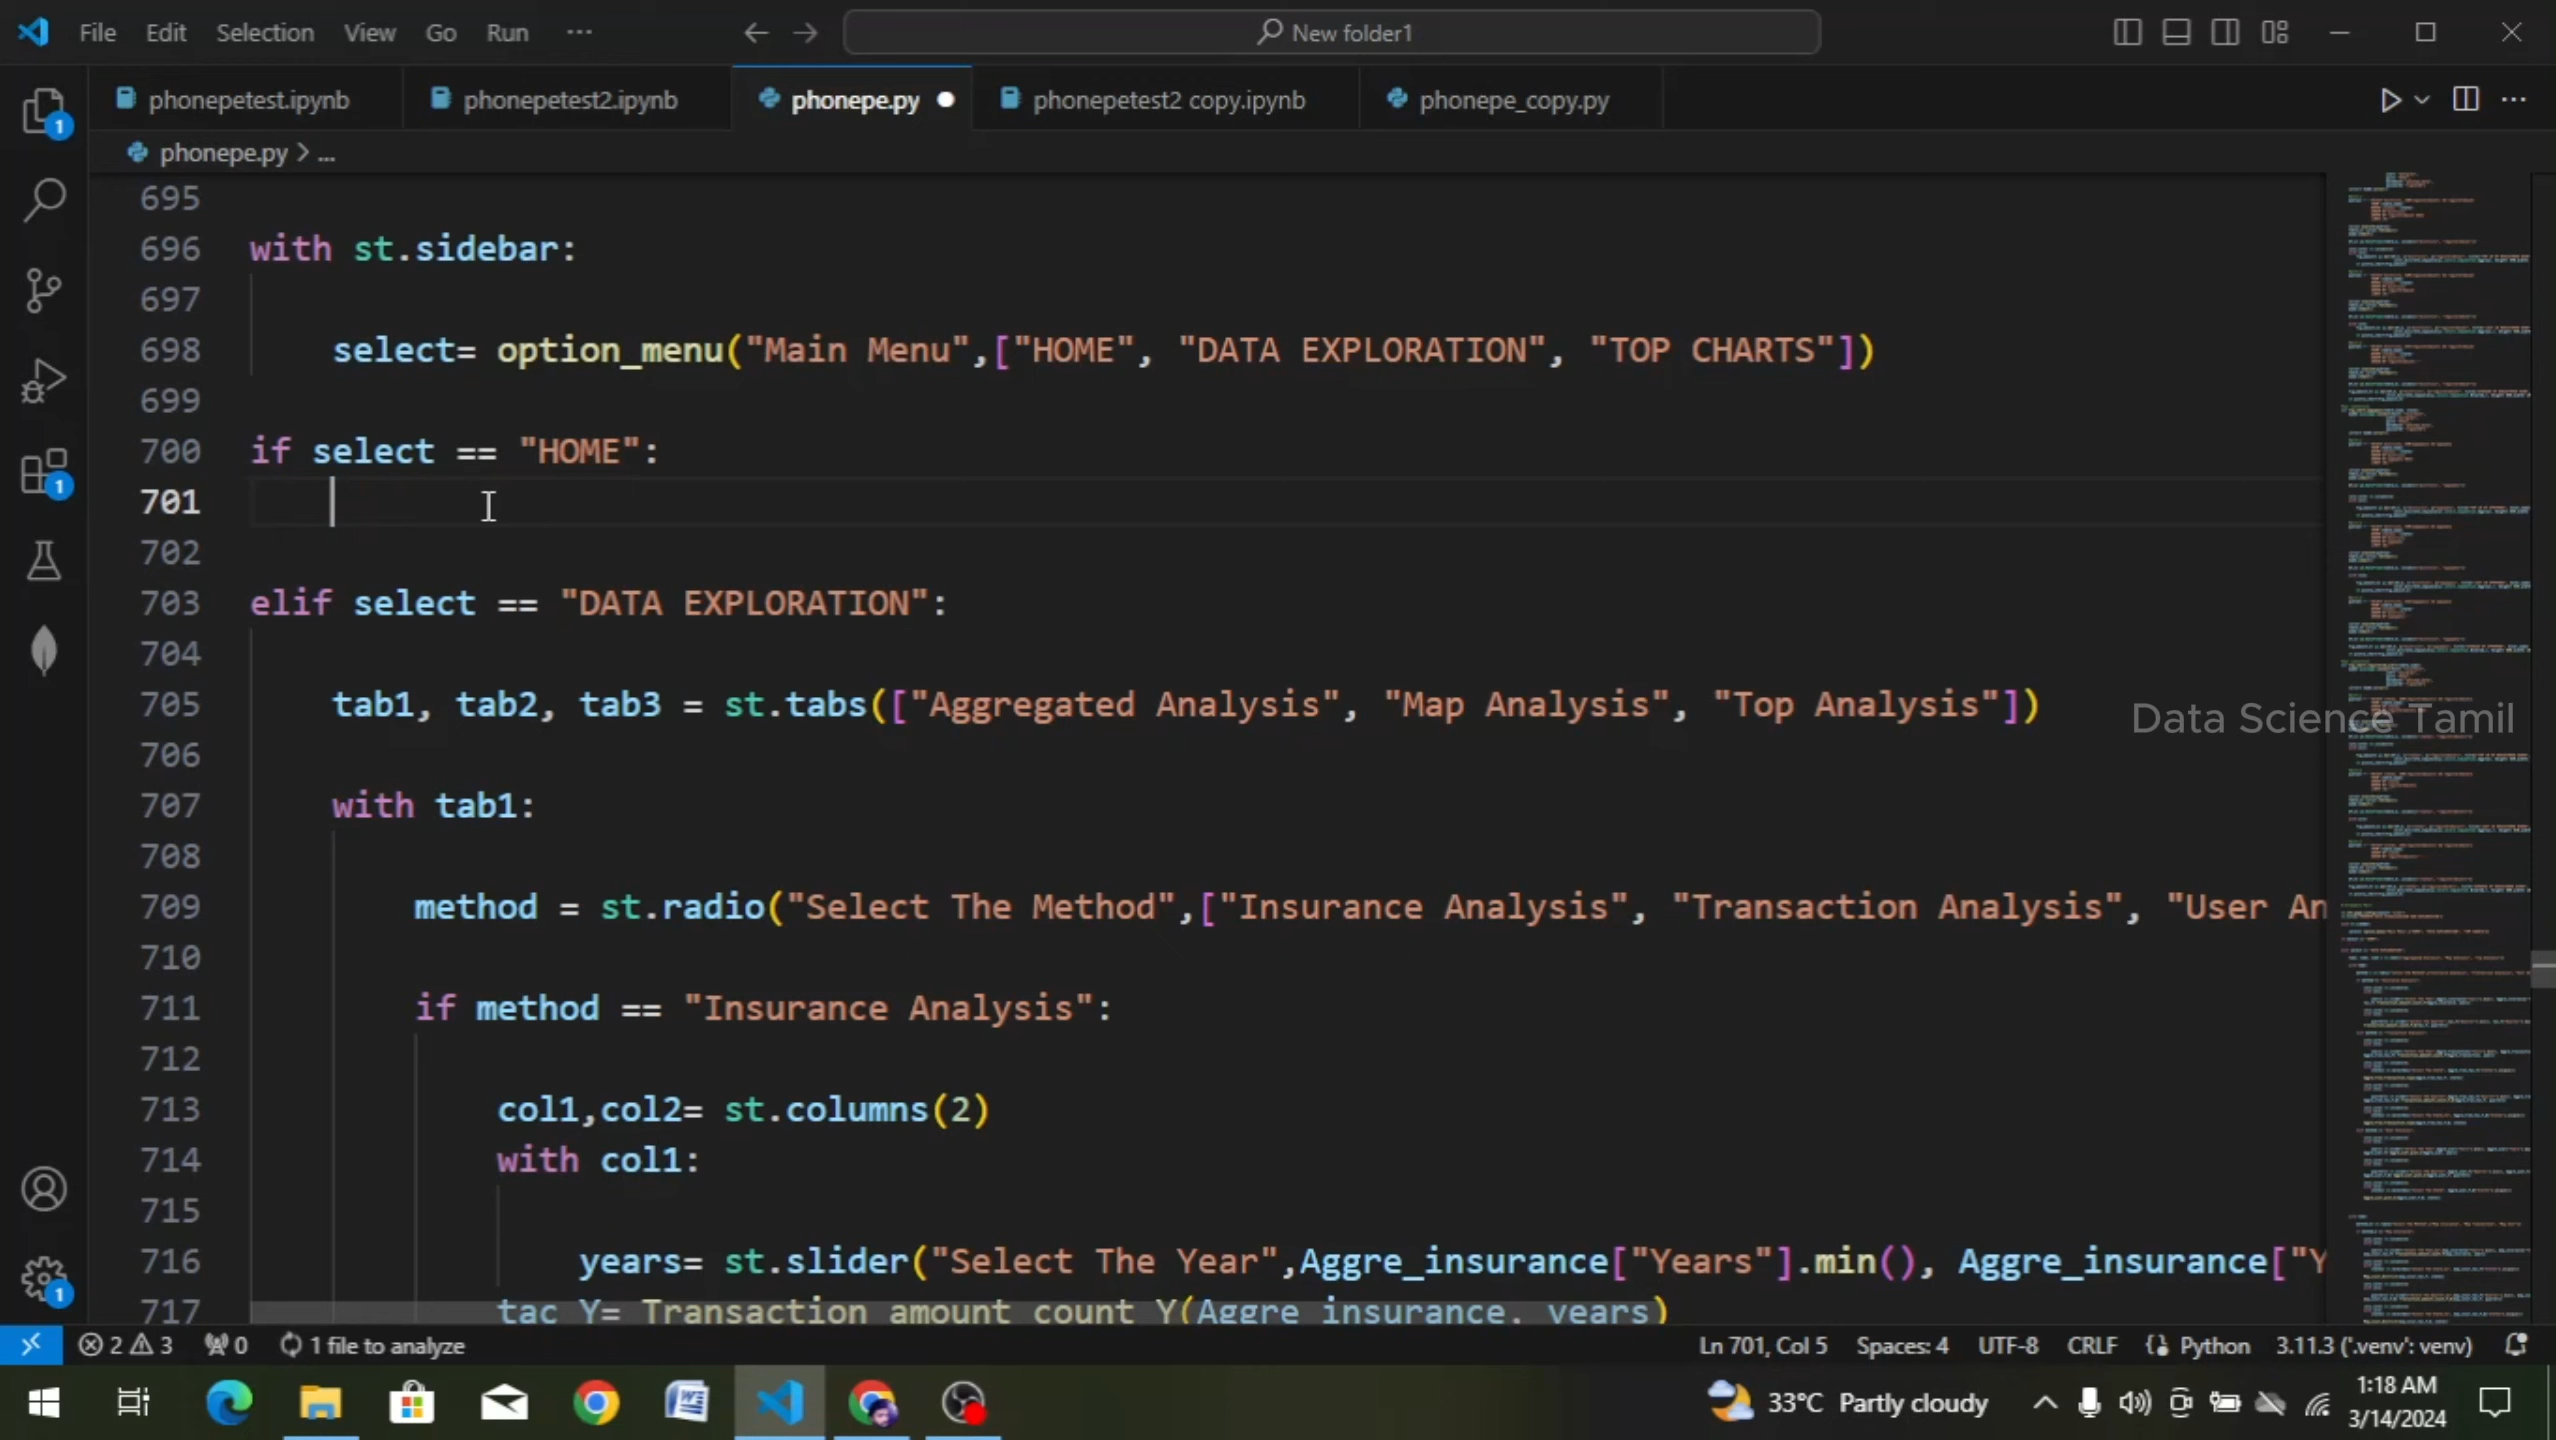 File Edit Selection View Go Run ··· New folder1
phonepetest.ipynb phonepetest2.ipynb phonepe.py phonepetest2 copy.ipynb phonepe_copy.py
phonepe.py > ...
695
696 with st.sidebar:
697
698 select= option_menu("Main Menu",["HOME", "DATA EXPLORATION", "TOP CHARTS"])
699
700 if select == "HOME":
701
702
703 elif select == "DATA EXPLORATION":
704
705 tab1, tab2, tab3 = st.tabs(["Aggregated Analysis", "Map Analysis", "Top Analysis"])
Data Science Tamil
706
707 with tab1:
708
709 method = st.radio("Select The Method",["Insurance Analysis", "Transaction Analysis", "User An
710
711 if method == "Insurance Analysis":
712
713 col1,col2= st.columns(2)
714 with col1:
715
716 years= st.slider("Select The Year",Aggre_insurance["Years"].min(), Aggre_insurance["Y
717 tac_Y= Transaction_amount_count_Y(Aggre_insurance, years)
2 3 0 1 file to analyze Ln 701, Col 5 Spaces: 4 UTF-8 CRLF Python 3.11.3 ('.venv': venv)
33°C Partly cloudy 1:18 AM
3/14/2024